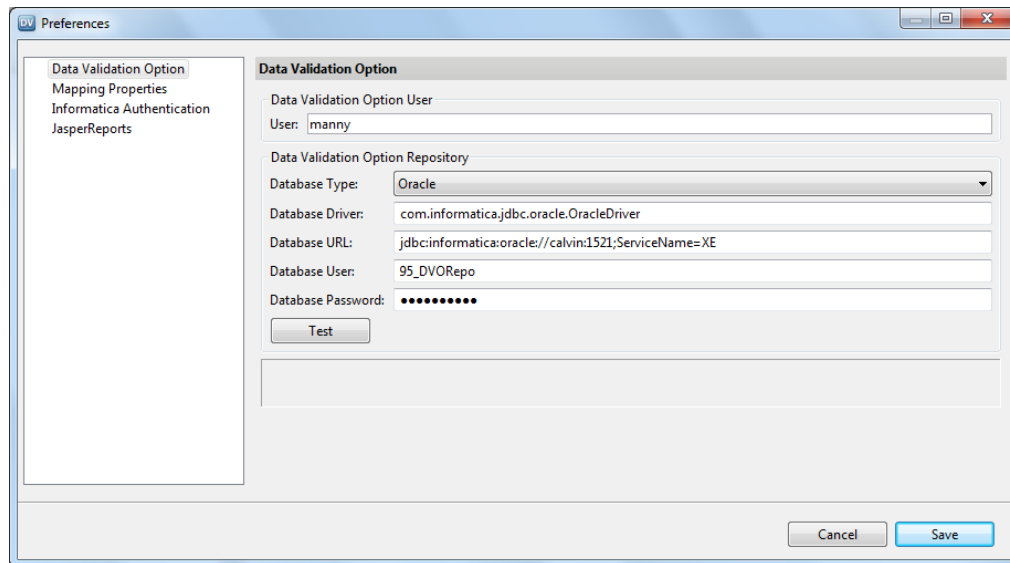 DV Preferences
Data Validation Option
Mapping Properties
Informatica Authentication
JasperReports
Data Validation Option
Data Validation Option User
User: manny
Data Validation Option Repository
Database Type: Oracle
Database Driver: com.informatica.jdbc.oracle.OracleDriver
Database URL: jdbc:informatica:oracle://calvin:1521;ServiceName=XE
Database User: 95_DVORepo
Database Password: ●●●●●●●●●●
Test
Cancel Save